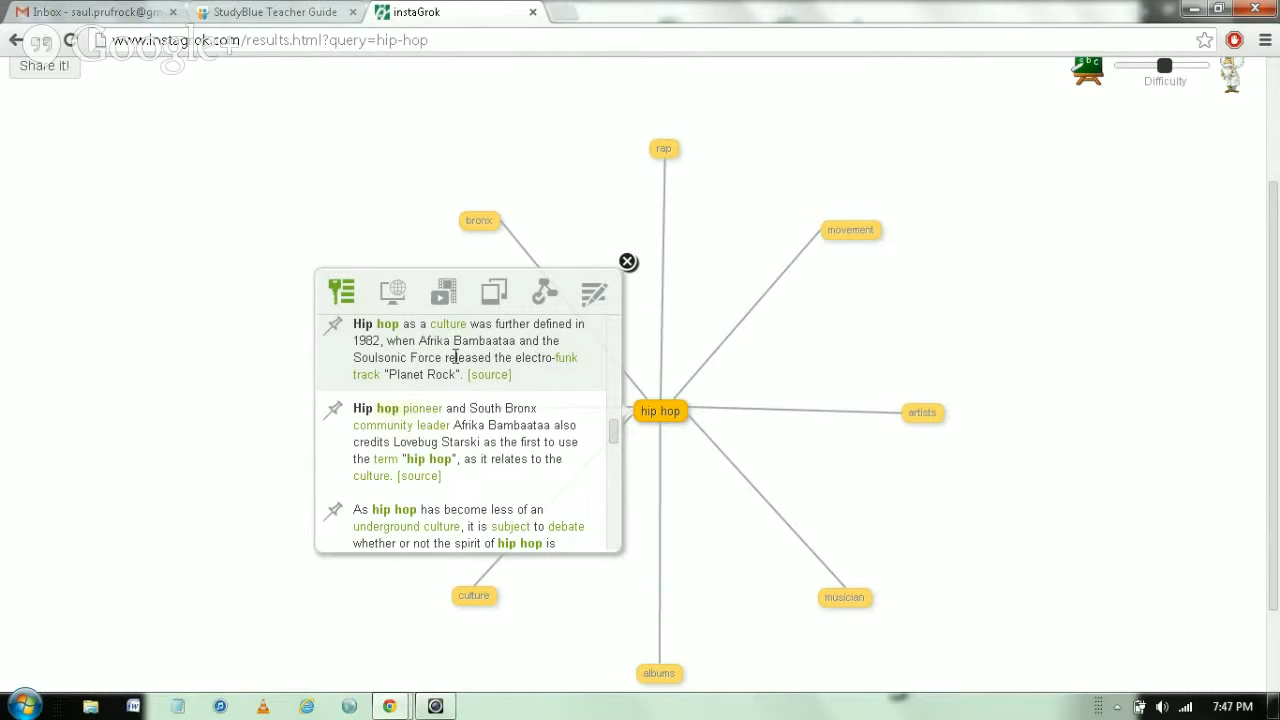 Inbox - saul.prufrock@gm
StudyBlue Teacher Guide
instaGrok
www.instagrok.com/results.html?query=hip-hop
Google+
Share it!
abc
Difficulty
rap
bronx
movement
Hip hop as a culture was further defined in
1982, when Afrika Bambaataa and the
Soulsonic Force released the electro-funk
track "Planet Rock". [source]
Hip hop pioneer and South Bronx
community leader Afrika Bambaataa also
credits Lovebug Starski as the first to use
the term "hip hop", as it relates to the
culture. [source]
As hip hop has become less of an
underground culture, it is subject to debate
whether or not the spirit of hip hop is
hip hop
artists
culture
musician
albums
7:47 PM